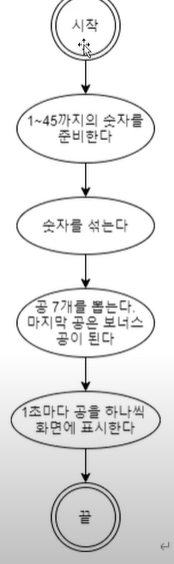 시작
1~45까지의 숫자를
준비한다
숫자를 섞는다
공 7개를 뽑는다.
마지막 공은 보너스
공이 된다
1초마다 공을 하나씩
화면에 표시한다
끝